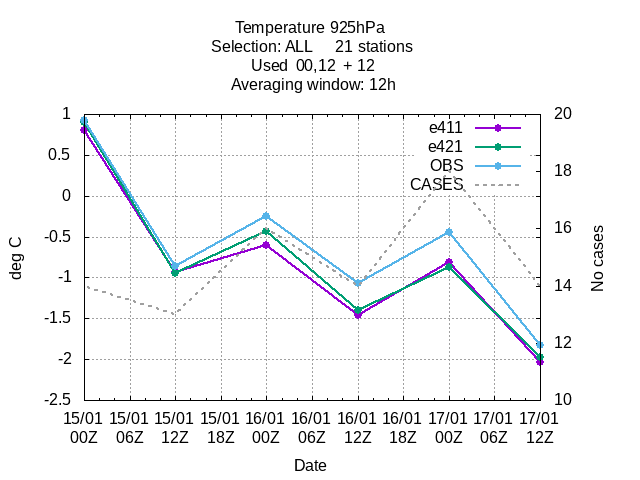 Temperature 925hPa
Selection: ALL 21 stations
Used 00,12 + 12
Averaging window: 12h
1
0.5
0
-0.5
-1
-1.5
-2
-2.5
deg C
20
18
16
14
12
10
No cases
e411
e421
OBS
CASES
15/01 15/01 15/01 15/01 16/01 16/01 16/01 16/01 17/01 17/01 17/01
00Z 06Z 12Z 18Z 00Z 06Z 12Z 18Z 00Z 06Z 12Z
Date